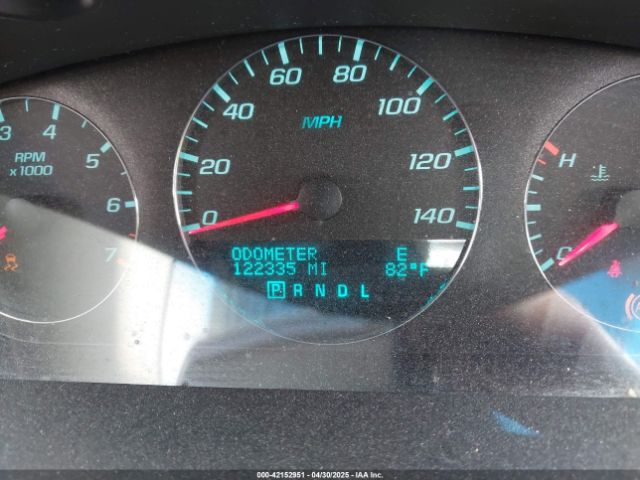 3 4 5 6 7
RPM
x1000
0 20 40 60 80 100 120 140
MPH
ODOMETER E
122335 MI 82°F
P R N D L
H
C
000-42152951 - 04/30/2025 - IAA Inc.